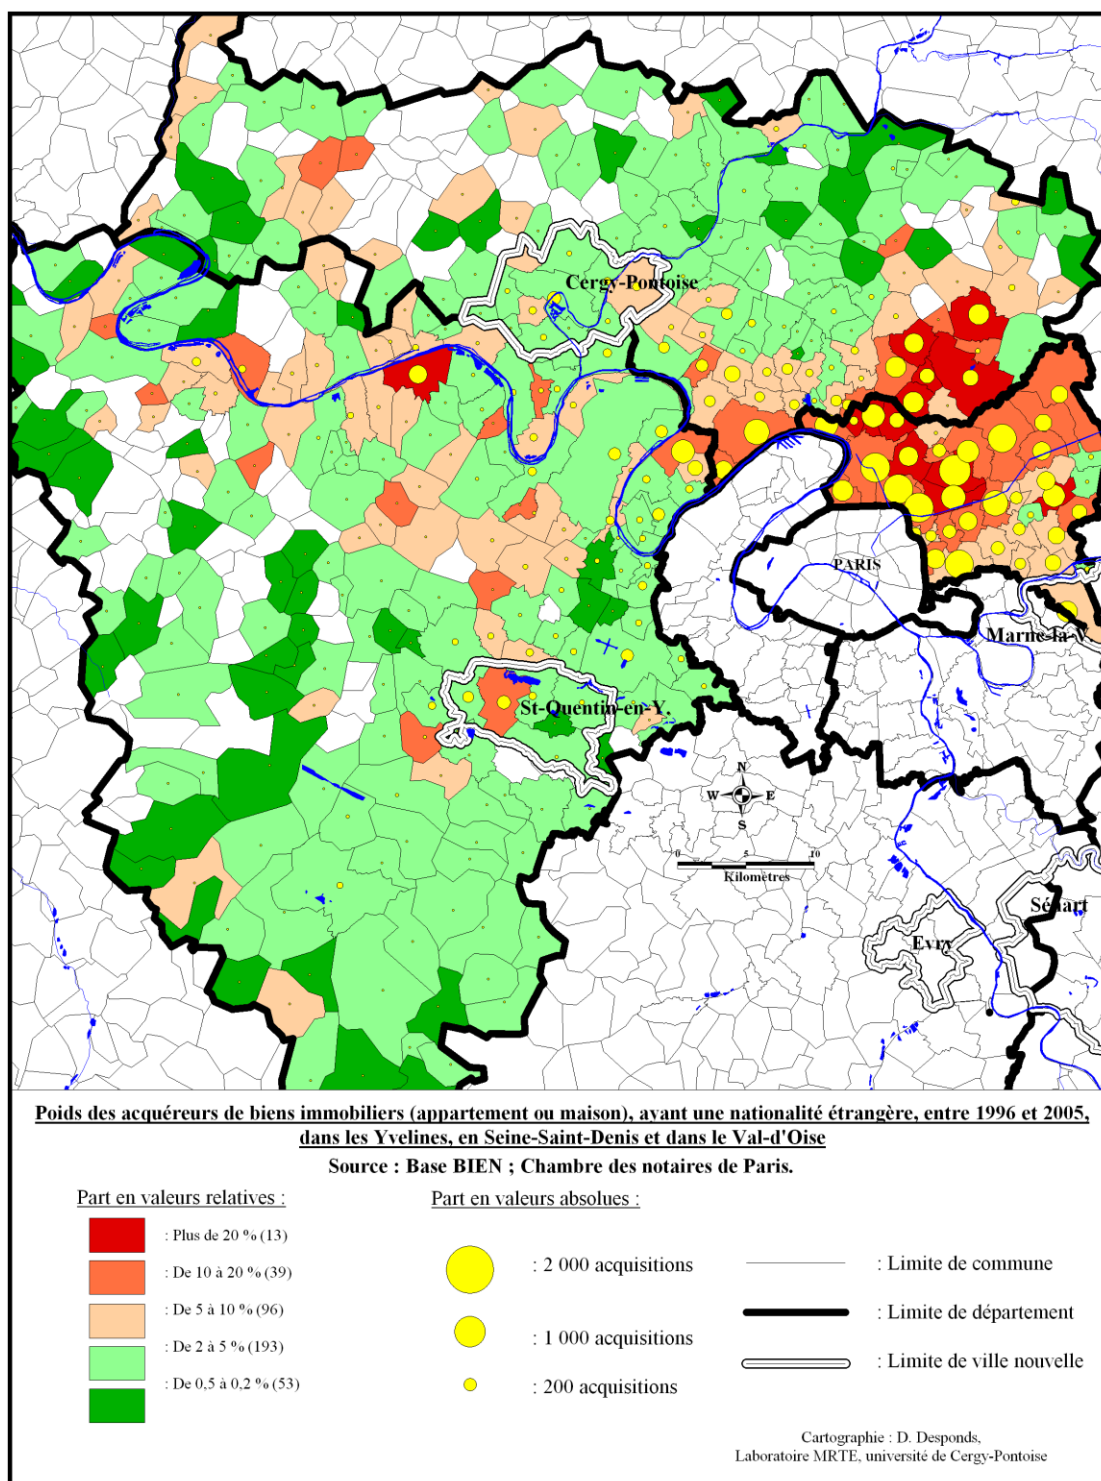 Cergy-Pontoise
PARIS
Marne-la-V.
St-Quentin-en-Y.
N
W E
S
0 5 10
Kilomètres
Sénart
Evry
Poids des acquéreurs de biens immobiliers (appartement ou maison), ayant une nationalité étrangère, entre 1996 et 2005,
dans les Yvelines, en Seine-Saint-Denis et dans le Val-d'Oise
Source : Base BIEN ; Chambre des notaires de Paris.
Part en valeurs relatives :
: Plus de 20 % (13)
: De 10 à 20 % (39)
: De 5 à 10 % (96)
: De 2 à 5 % (193)
: De 0,5 à 0,2 % (53)
Part en valeurs absolues :
: 2 000 acquisitions
: 1 000 acquisitions
: 200 acquisitions
: Limite de commune
: Limite de département
: Limite de ville nouvelle
Cartographie : D. Desponds,
Laboratoire MRTE, université de Cergy-Pontoise